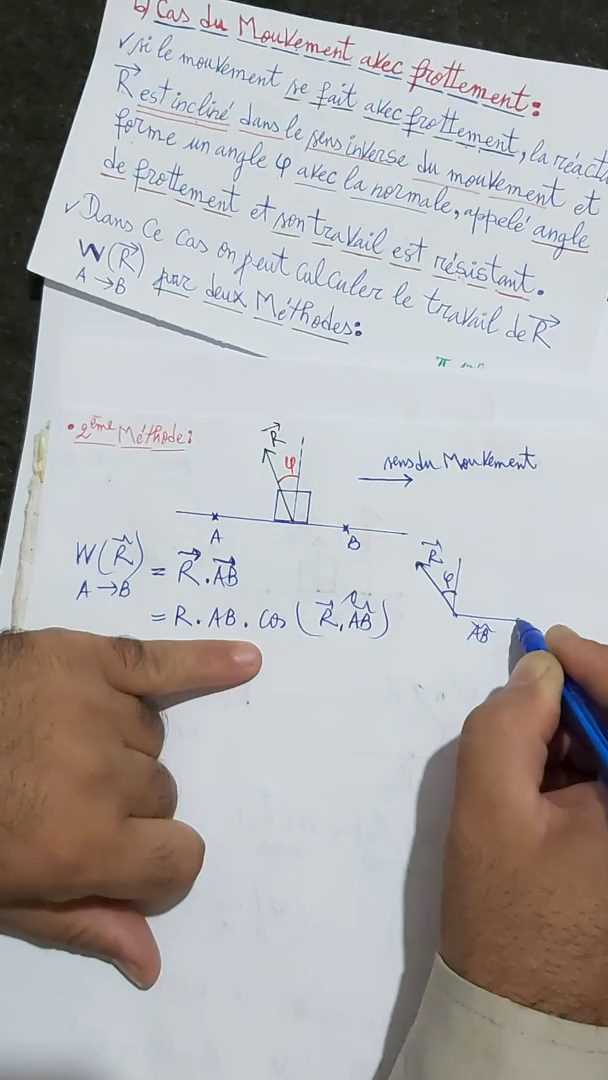 b) Cas du Mouvement avec frottement:
✓ si le mouvement se fait avec frottement, la réact
R est incliné dans le sens inverse du mouvement et
forme un angle φ avec la normale, appelé angle
de frottement et son travail est résistant.
✓ Dans ce cas on peut calculer le travail de R
W(R) par deux Méthodes:
A → B
• 2ème Méthode:
R
φ
sens du Mouvement
A
B
W(R) = R . AB
A → B
= R . AB . cos (R, AB)
R
φ
AB